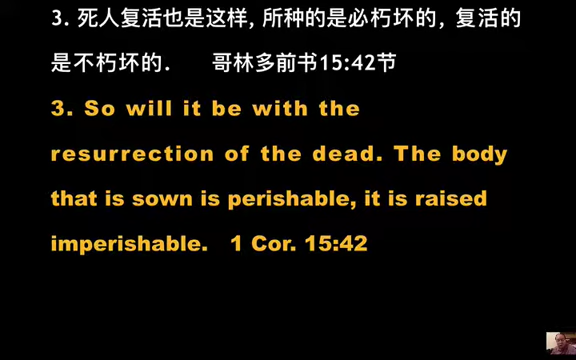 3. 死人复活也是这样, 所种的是必朽坏的, 复活的
是不朽坏的. 哥林多前书15:42节
3. So will it be with the
resurrection of the dead. The body
that is sown is perishable, it is raised
imperishable. 1 Cor. 15:42